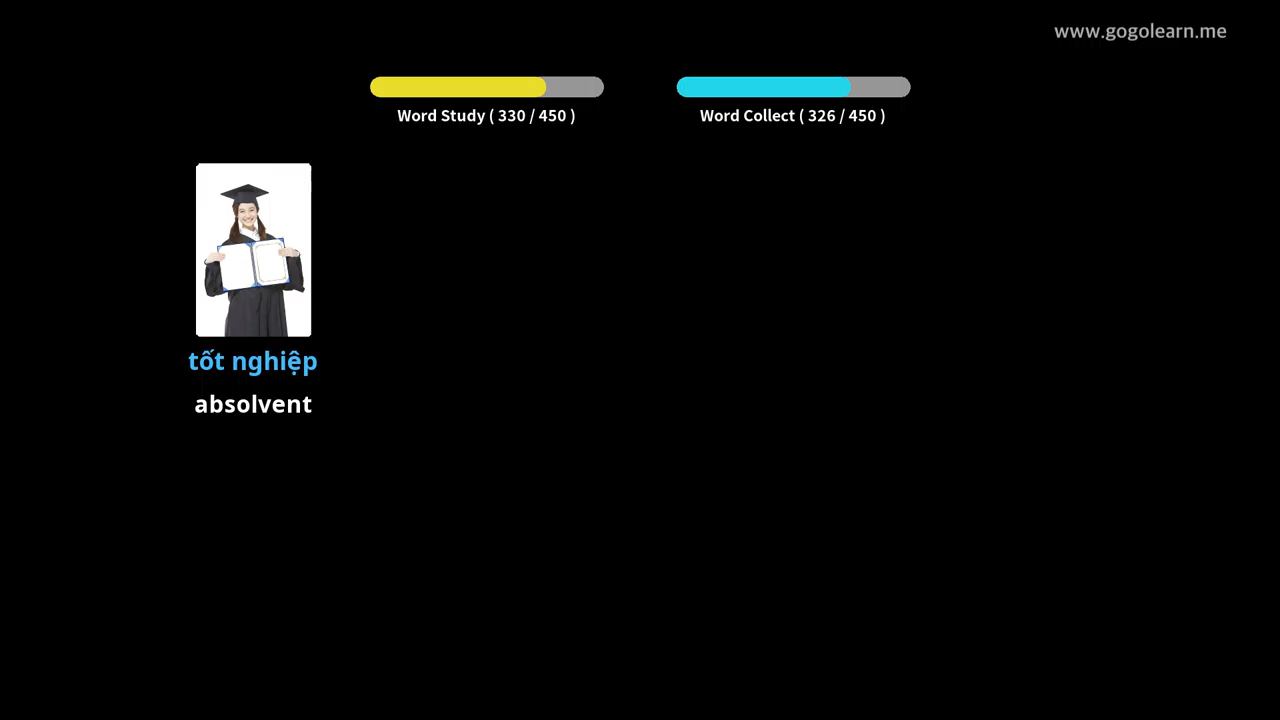 www.gogolearn.me
Word Study ( 330 / 450 )
Word Collect ( 326 / 450 )
tốt nghiệp
absolvent